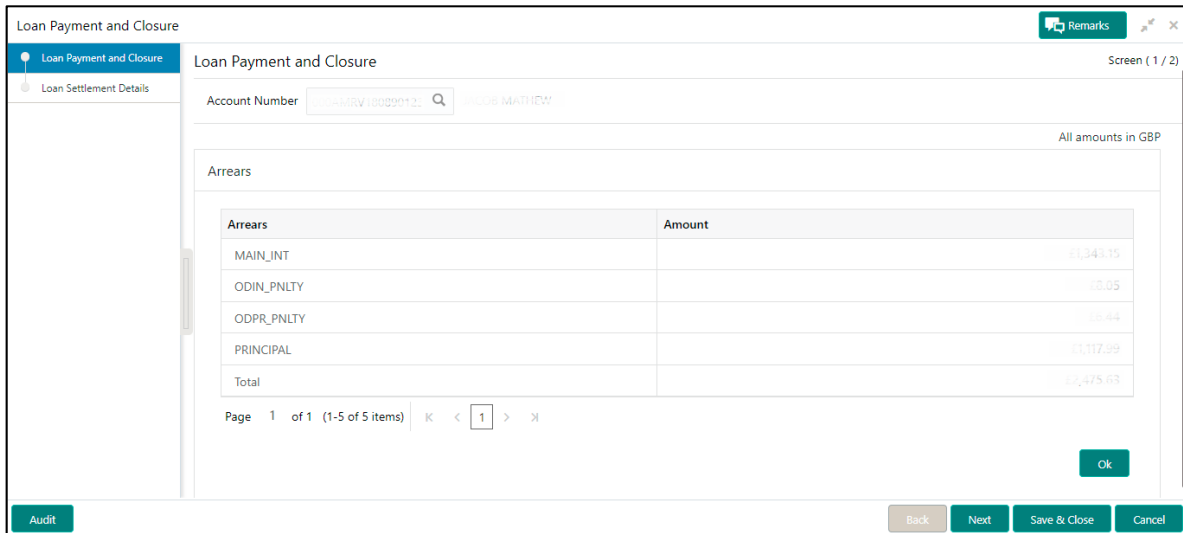 Loan Payment and Closure
Remarks
Loan Payment and Closure
Loan Settlement Details
Loan Payment and Closure
Screen ( 1 / 2)
Account Number
MATHEW
All amounts in GBP
Arrears
Arrears Amount
MAIN_INT
ODIN_PNLTY
ODPR_PNLTY
PRINCIPAL
Total
Page 1 of 1 (1-5 of 5 items) K < 1 > ꓘ
Ok
Audit
Back Next Save & Close Cancel